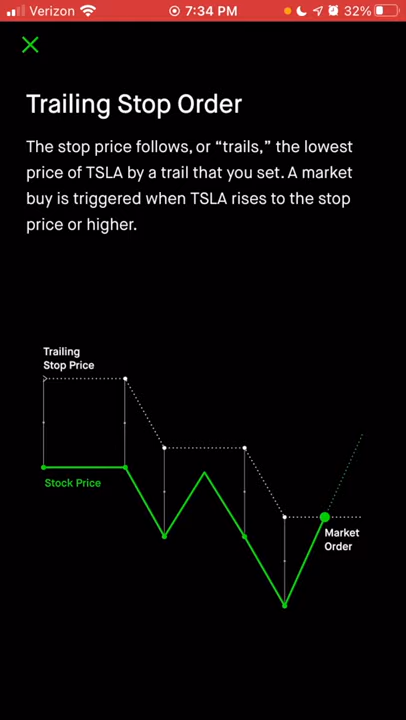 Verizon 7:34 PM 32%
Trailing Stop Order
The stop price follows, or “trails,” the lowest
price of TSLA by a trail that you set. A market
buy is triggered when TSLA rises to the stop
price or higher.
Trailing
Stop Price
Stock Price
Market
Order